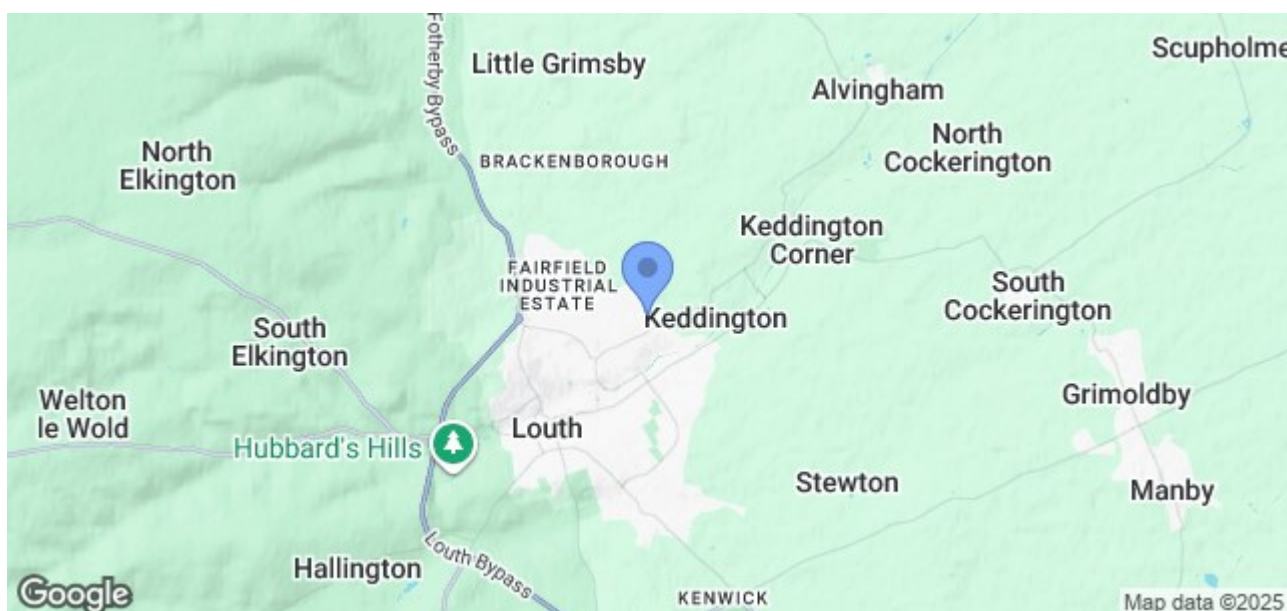 Fotherby Bypass
Little Grimsby
Scupholme
Alvingham
North
Elkington
BRACKENBOROUGH
North
Cockerington
Keddington
Corner
FAIRFIELD
INDUSTRIAL
ESTATE
South
Elkington
Keddington
South
Cockerington
Welton
le Wold
Grimoldby
Louth
Hubbard's Hills
Stewton
Manby
Louth Bypass
Hallington
KENWICK
Google
Map data ©2025